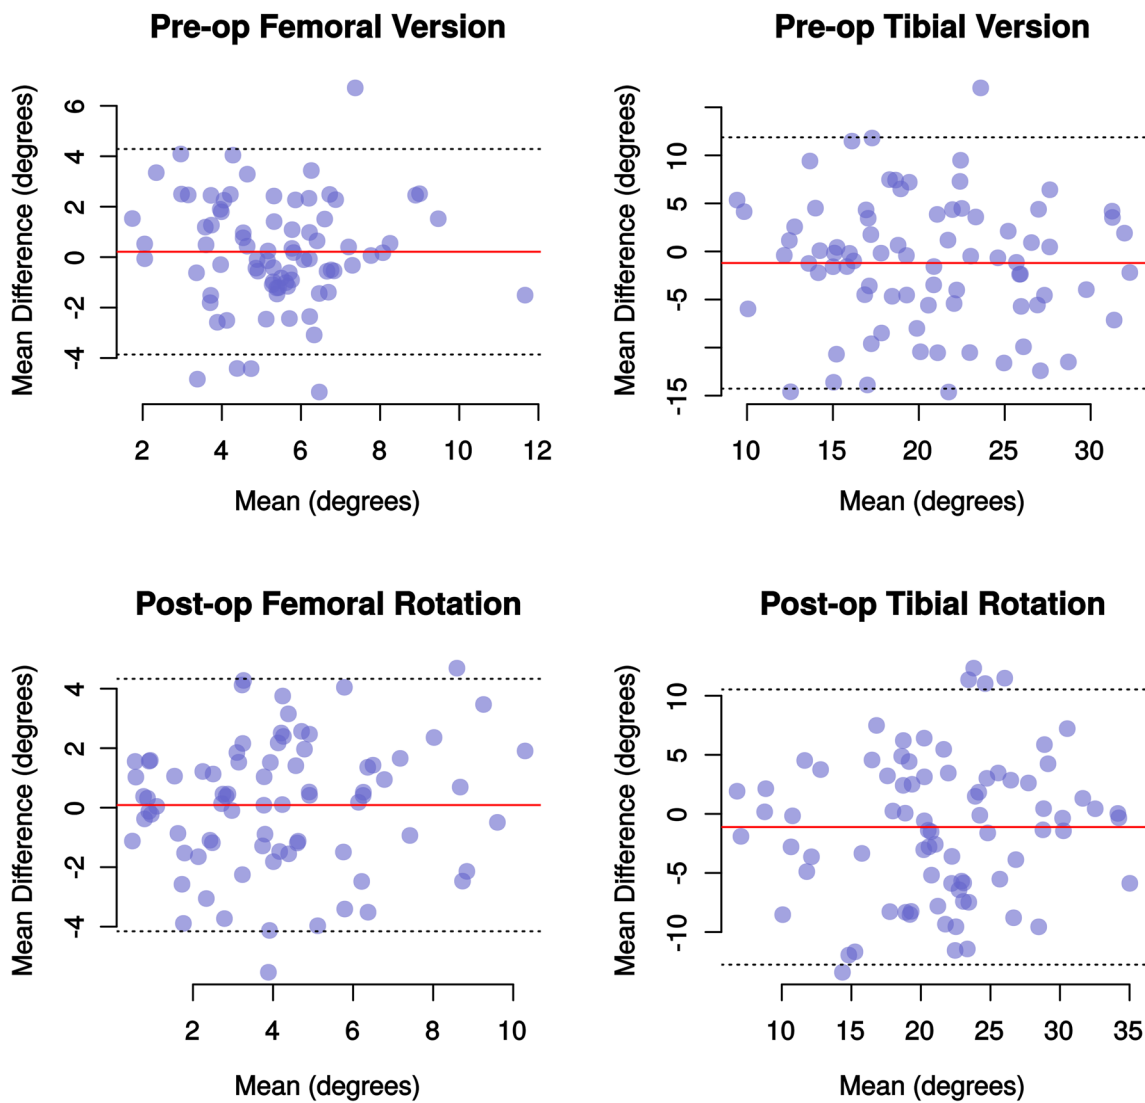 Pre-op Femoral Version
Mean Difference (degrees)
6
4
2
0
-2
-4
2 4 6 8 10 12
Mean (degrees)
Pre-op Tibial Version
Mean Difference (degrees)
10
5
0
-5
-15
10 15 20 25 30
Mean (degrees)
Post-op Femoral Rotation
Mean Difference (degrees)
4
2
0
-2
-4
2 4 6 8 10
Mean (degrees)
Post-op Tibial Rotation
Mean Difference (degrees)
10
5
0
-5
-10
10 15 20 25 30 35
Mean (degrees)